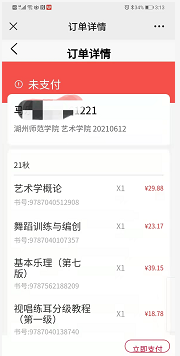 3:13
订单详情
订单详情
未支付
221
湖州师范学院 艺术学院 20210612
21秋
艺术学概论 X1 ¥29.88
书号:9787040512908
舞蹈训练与编创 X1 ¥23.17
书号:9787040107357
基本乐理（第七
版） X1 ¥39.15
书号:9787562188209
视唱练耳分级教程
（第一级） X1 ¥18.78
书号:9787040138740
立即支付